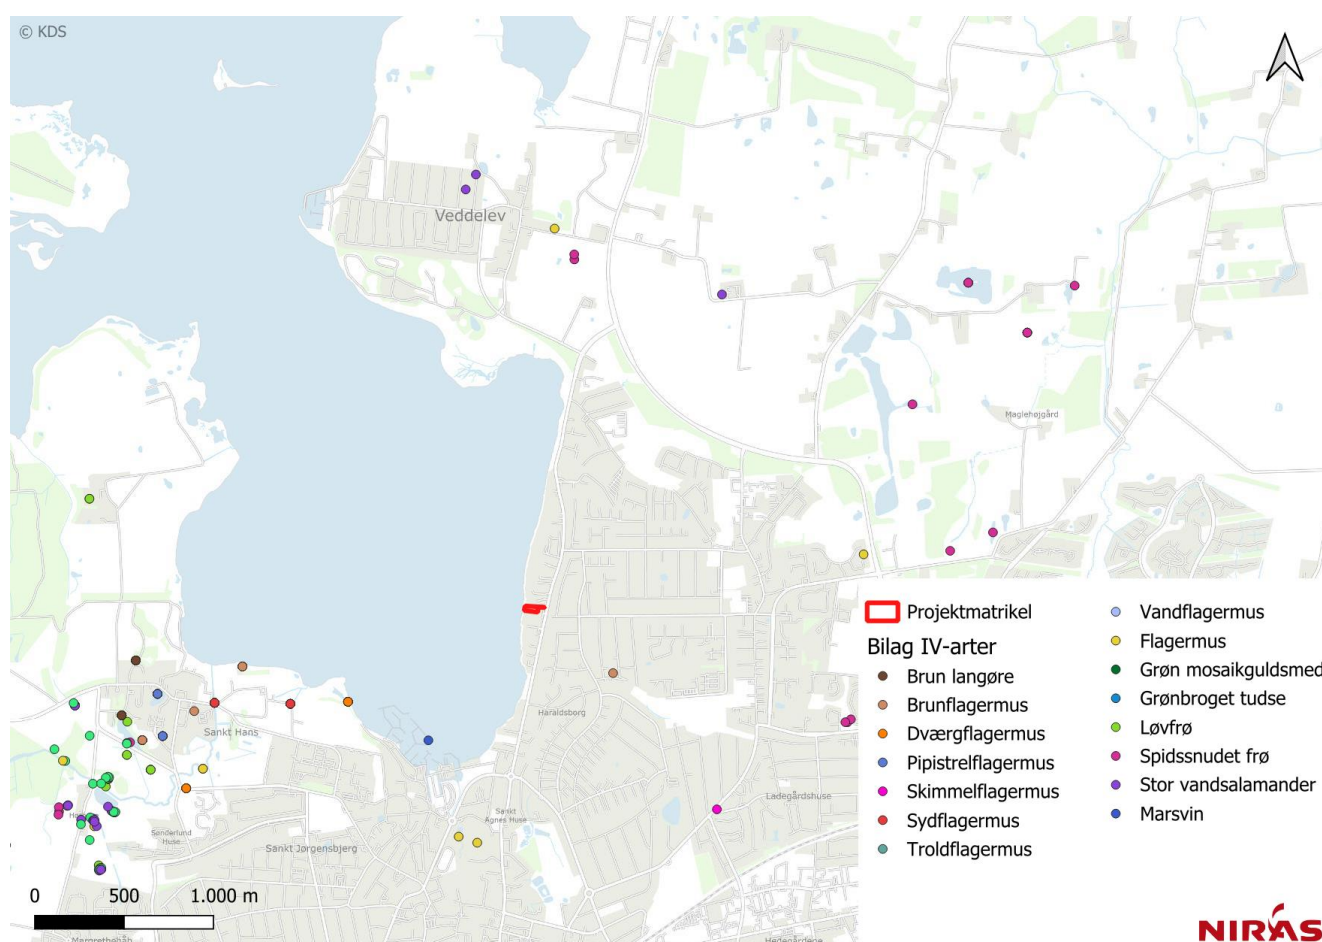 © KDS
Veddelev
Maglehøjgård
Projektmatrikel
Bilag IV-arter
Brun langøre
Brunflagermus
Dværgflagermus
Pipistrelflagermus
Skimmelflagermus
Sydflagermus
Troldflagermus
Vandflagermus
Flagermus
Grøn mosaikguldsmed
Grønbroget tudse
Løvfrø
Spidssnudet frø
Stor vandsalamander
Marsvin
Haraldsborg
Sankt Hans
Ladegårdshuse
Sankt
Agnes Huse
Sønderlund
Huse
Sankt Jørgensbjerg
0 500 1.000 m
Hedegårdene
NIRAS